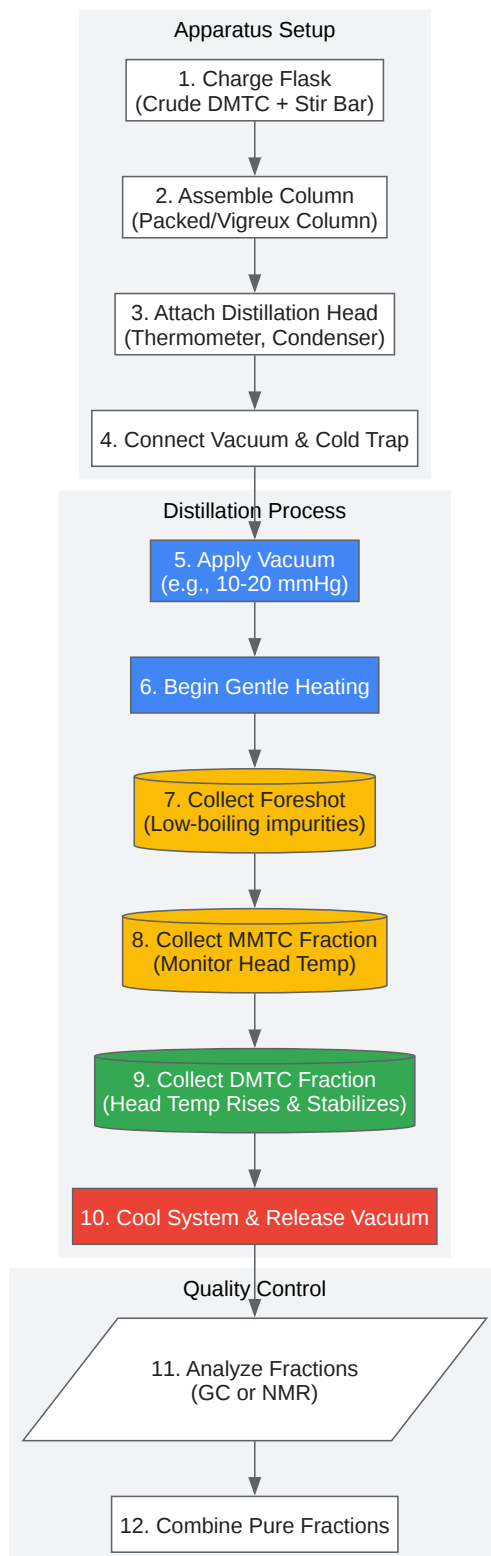 Apparatus Setup
1. Charge Flask
(Crude DMTC + Stir Bar)
2. Assemble Column
(Packed/Vigreux Column)
3. Attach Distillation Head
(Thermometer, Condenser)
4. Connect Vacuum & Cold Trap
Distillation Process
5. Apply Vacuum
(e.g., 10-20 mmHg)
6. Begin Gentle Heating
7. Collect Foreshot
(Low-boiling impurities)
8. Collect MMTC Fraction
(Monitor Head Temp)
9. Collect DMTC Fraction
(Head Temp Rises & Stabilizes)
10. Cool System & Release Vacuum
Quality Control
11. Analyze Fractions
(GC or NMR)
12. Combine Pure Fractions